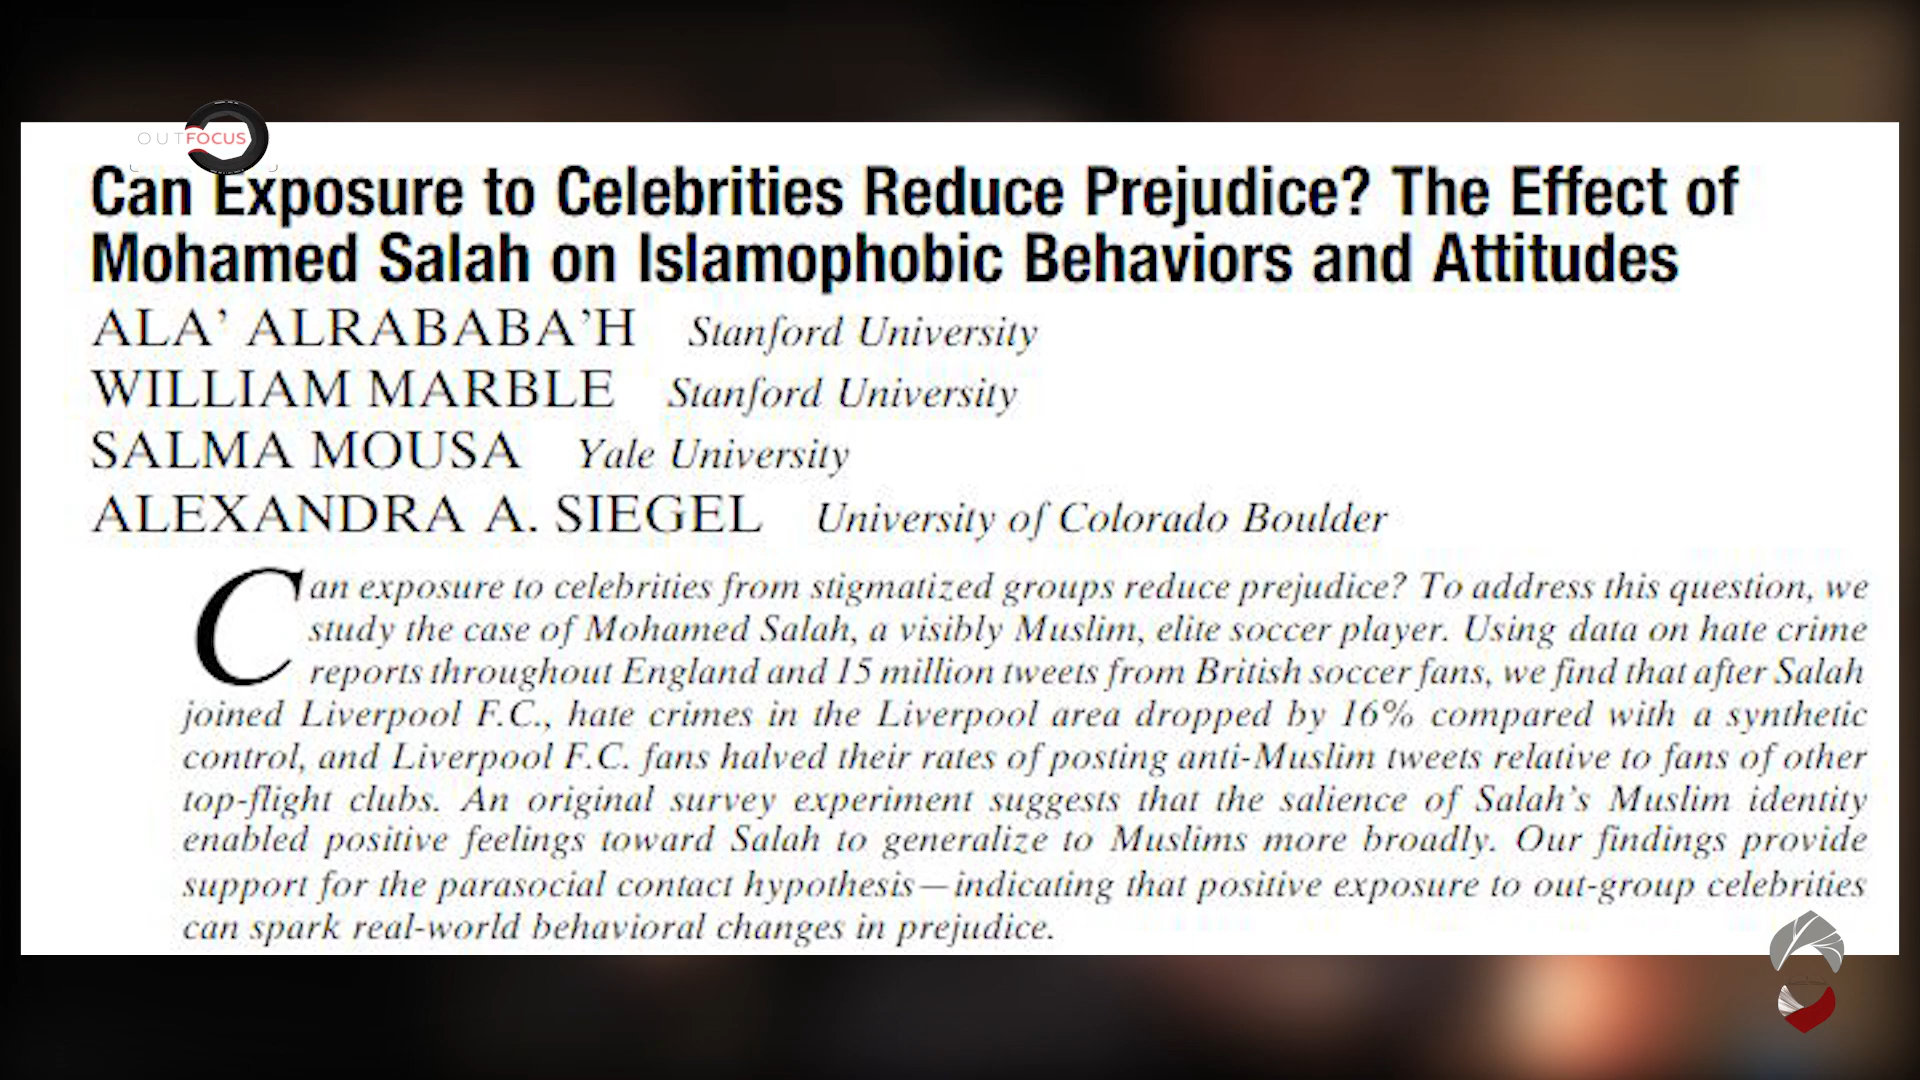 OUTFOCUS
Can Exposure to Celebrities Reduce Prejudice? The Effect of
Mohamed Salah on Islamophobic Behaviors and Attitudes
ALA’ ALRABABA’H Stanford University
WILLIAM MARBLE Stanford University
SALMA MOUSA Yale University
ALEXANDRA A. SIEGEL University of Colorado Boulder
Can exposure to celebrities from stigmatized groups reduce prejudice? To address this question, we
study the case of Mohamed Salah, a visibly Muslim, elite soccer player. Using data on hate crime
reports throughout England and 15 million tweets from British soccer fans, we find that after Salah
joined Liverpool F.C., hate crimes in the Liverpool area dropped by 16% compared with a synthetic
control, and Liverpool F.C. fans halved their rates of posting anti-Muslim tweets relative to fans of other
top-flight clubs. An original survey experiment suggests that the salience of Salah’s Muslim identity
enabled positive feelings toward Salah to generalize to Muslims more broadly. Our findings provide
support for the parasocial contact hypothesis—indicating that positive exposure to out-group celebrities
can spark real-world behavioral changes in prejudice.